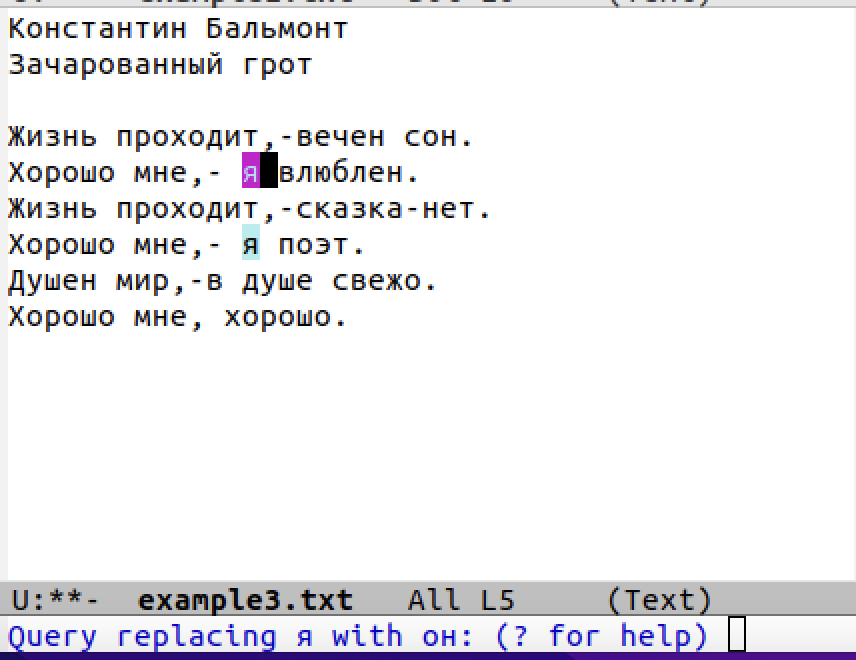 Константин Бальмонт
Зачарованный грот
Жизнь проходит,-вечен сон.
Хорошо мне,- я влюблен.
Жизнь проходит,-сказка-нет.
Хорошо мне,- я поэт.
Душен мир,-в душе свежо.
Хорошо мне, хорошо.
U:**-  example3.txt   All L5     (Text)
Query replacing я with он: (? for help)